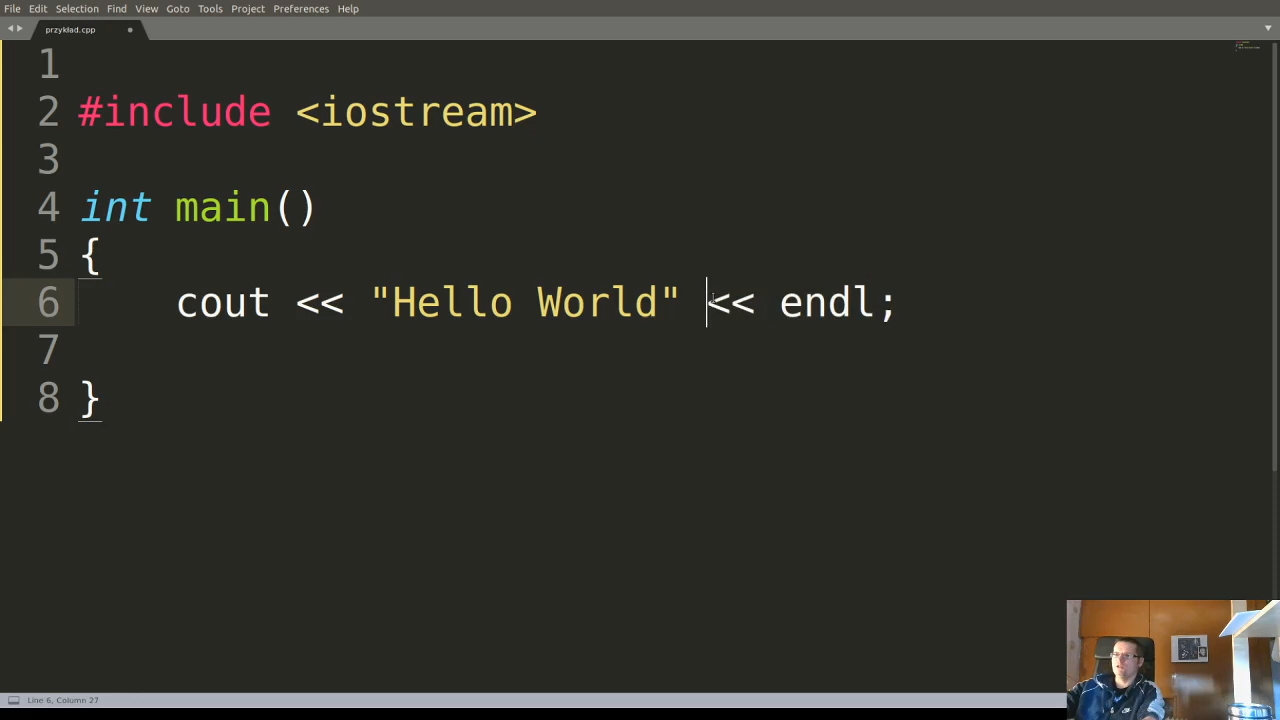 File Edit Selection Find View Goto Tools Project Preferences Help
przykład.cpp
1
2 #include <iostream>
3
4 int main()
5 {
6 cout << "Hello World" << endl;
7
8 }
Line 6, Column 27